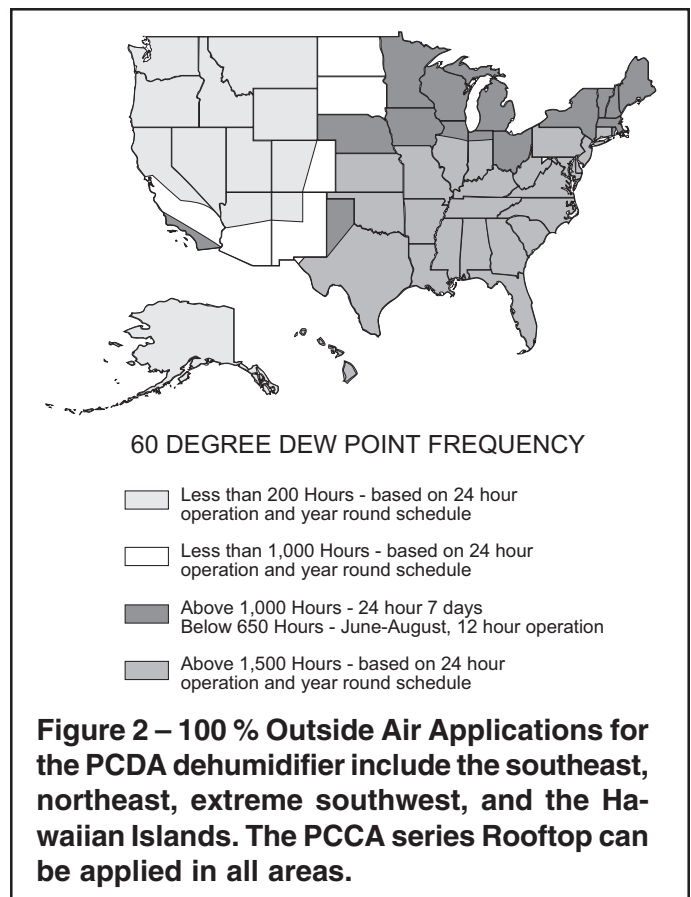 60 DEGREE DEW POINT FREQUENCY
Less than 200 Hours - based on 24 hour
operation and year round schedule
Less than 1,000 Hours - based on 24 hour
operation and year round schedule
Above 1,000 Hours - 24 hour 7 days
Below 650 Hours - June-August, 12 hour operation
Above 1,500 Hours - based on 24 hour
operation and year round schedule
Figure 2 – 100 % Outside Air Applications for
the PCDA dehumidifier include the southeast,
northeast, extreme southwest, and the Ha-
waiian Islands. The PCCA series Rooftop can
be applied in all areas.